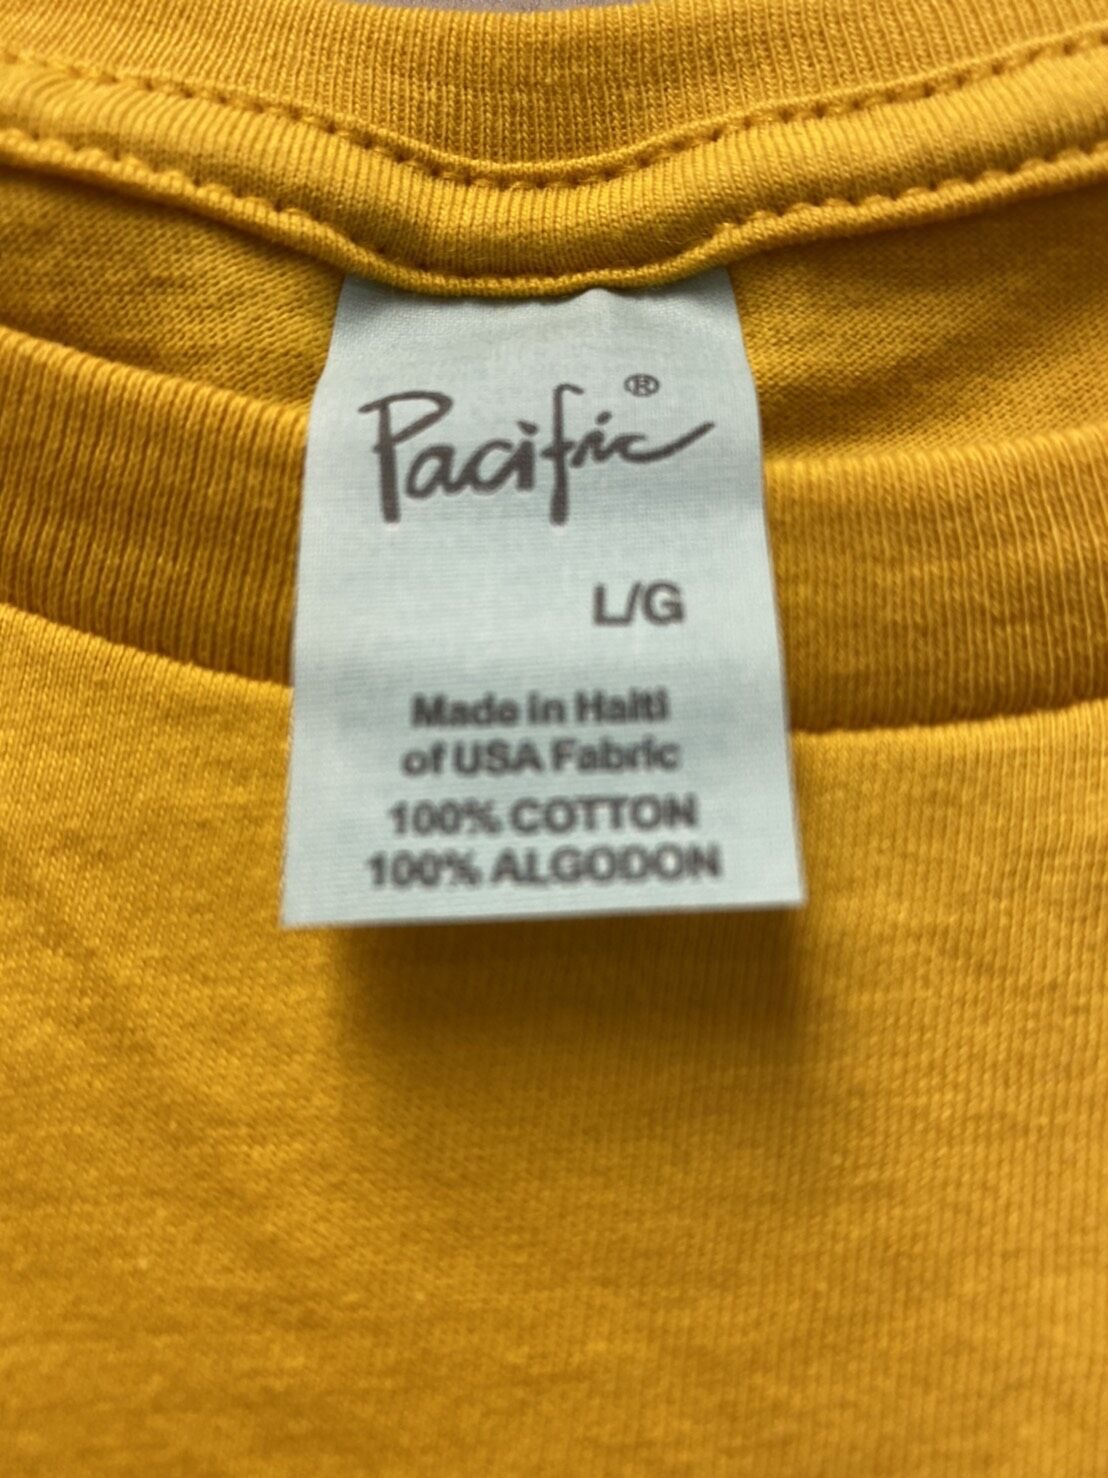 Pacific®
L/G
Made in Haiti
of USA Fabric
100% COTTON
100% ALGODON